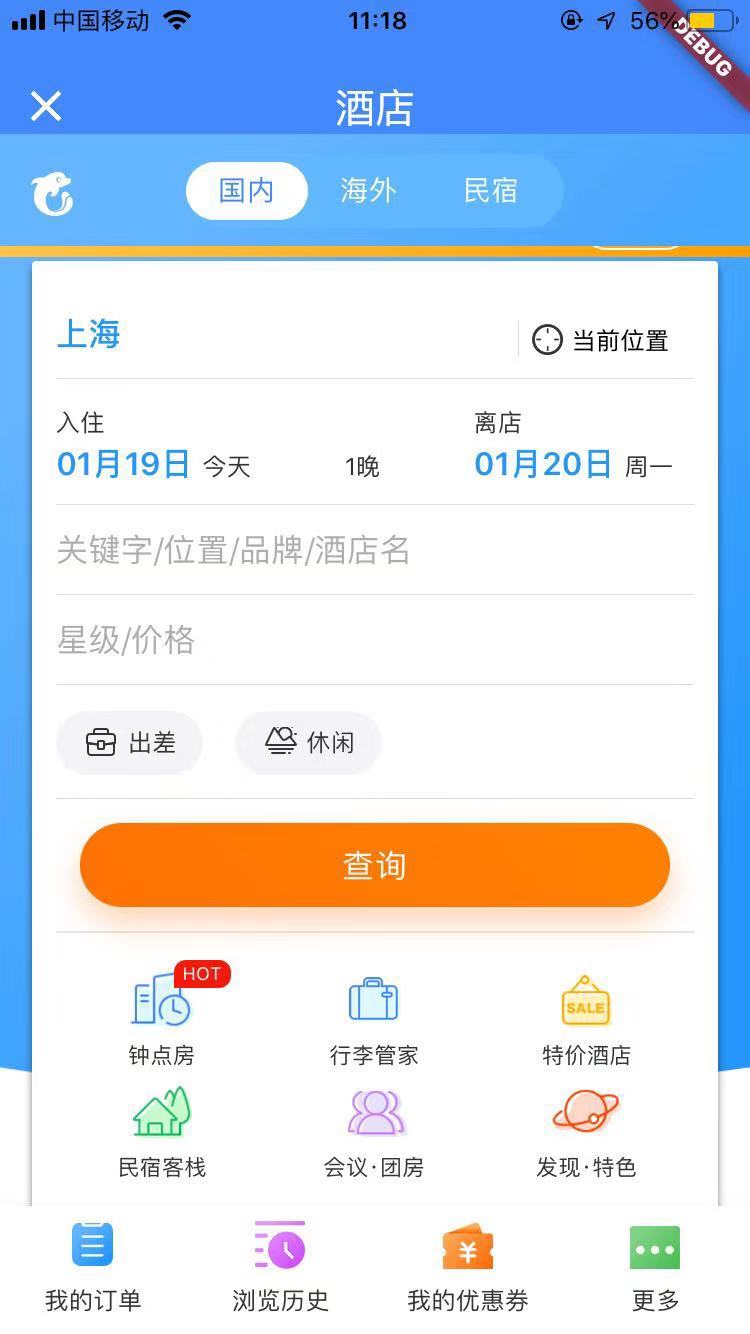 中国移动 11:18 56%
DEBUG
酒店
国内 海外 民宿
上海 当前位置
入住 离店
01月19日 今天 1晚 01月20日 周一
关键字/位置/品牌/酒店名
星级/价格
出差 休闲
查询
HOT
SALE
钟点房 行李管家 特价酒店
民宿客栈 会议·团房 发现·特色
¥
我的订单 浏览历史 我的优惠券 更多